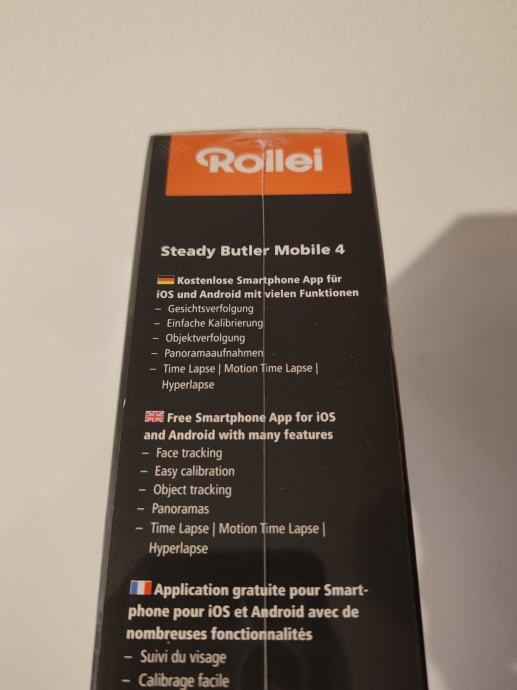 Rollei
Steady Butler Mobile 4
Kostenlose Smartphone App für
iOS und Android mit vielen Funktionen
– Gesichtsverfolgung
– Einfache Kalibrierung
– Objektverfolgung
– Panoramaaufnahmen
– Time Lapse | Motion Time Lapse |
Hyperlapse
Free Smartphone App for iOS
and Android with many features
– Face tracking
– Easy calibration
– Object tracking
– Panoramas
– Time Lapse | Motion Time Lapse |
Hyperlapse
Application gratuite pour Smart-
phone pour iOS et Android avec de
nombreuses fonctionnalités
– Suivi du visage
– Calibrage facile